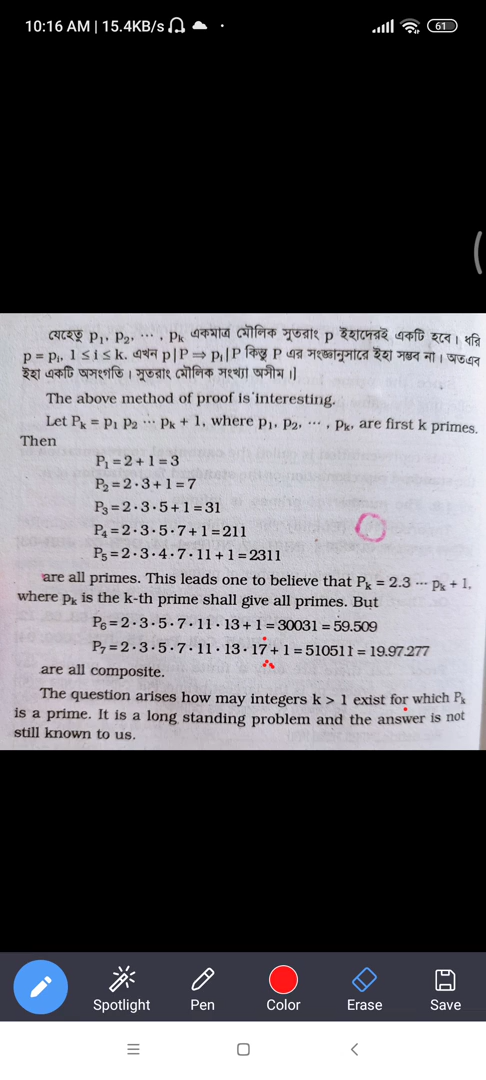 10:16 AM | 15.4KB/s
61
যেহেতু p₁, p₂, ⋯ , pₖ একমাত্র মৌলিক সুতরাং p ইহাদেরই একটি হবে। ধরি
p = pᵢ, 1 ≤ i ≤ k. এখন p|P ⇒ pᵢ|P কিন্তু P এর সংজ্ঞানুসারে ইহা সম্ভব না। অতএব
ইহা একটি অসংগতি। সুতরাং মৌলিক সংখ্যা অসীম।]
The above method of proof is interesting.
Let Pₖ = p₁ p₂ ⋯ pₖ + 1, where p₁, p₂, ⋯ , pₖ, are first k primes.
Then
P₁ = 2 + 1 = 3
P₂ = 2·3 + 1 = 7
P₃ = 2·3·5 + 1 = 31
P₄ = 2·3·5·7 + 1 = 211
P₅ = 2·3·4·7·11 + 1 = 2311
are all primes. This leads one to believe that Pₖ = 2.3 ⋯ pₖ + 1,
where pₖ is the k-th prime shall give all primes. But
P₆ = 2·3·5·7·11·13 + 1 = 30031 = 59.509
P₇ = 2·3·5·7·11·13·17 + 1 = 510511 = 19.97.277
are all composite.
The question arises how may integers k > 1 exist for which Pₖ
is a prime. It is a long standing problem and the answer is not
still known to us.
Spotlight
Pen
Color
Erase
Save